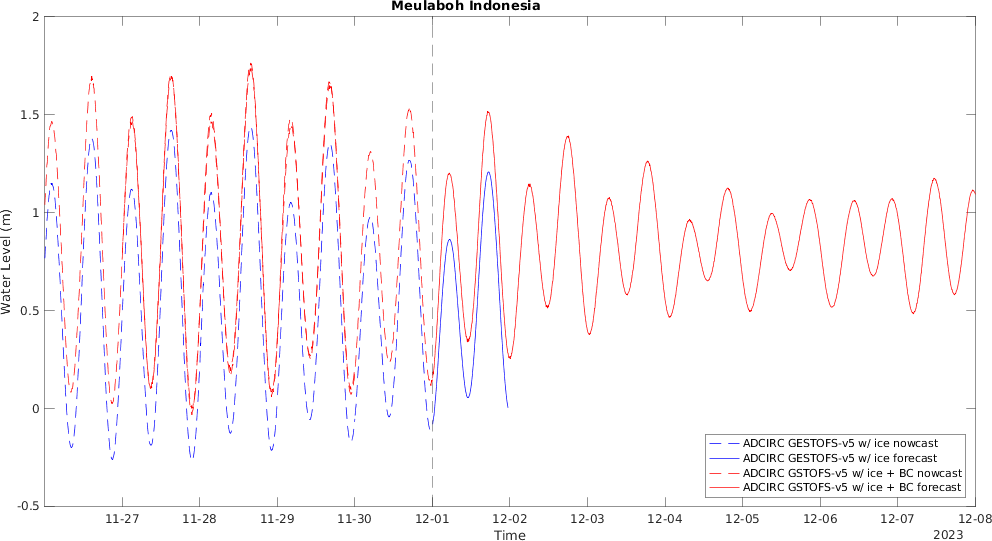 Meulaboh Indonesia
2
1.5
1
0.5
0
-0.5
Water Level (m)
11-27 11-28 11-29 11-30 12-01 12-02 12-03 12-04 12-05 12-06 12-07 12-08
Time
2023
ADCIRC GESTOFS-v5 w/ ice nowcast
ADCIRC GESTOFS-v5 w/ ice forecast
ADCIRC GSTOFS-v5 w/ ice + BC nowcast
ADCIRC GSTOFS-v5 w/ ice + BC forecast